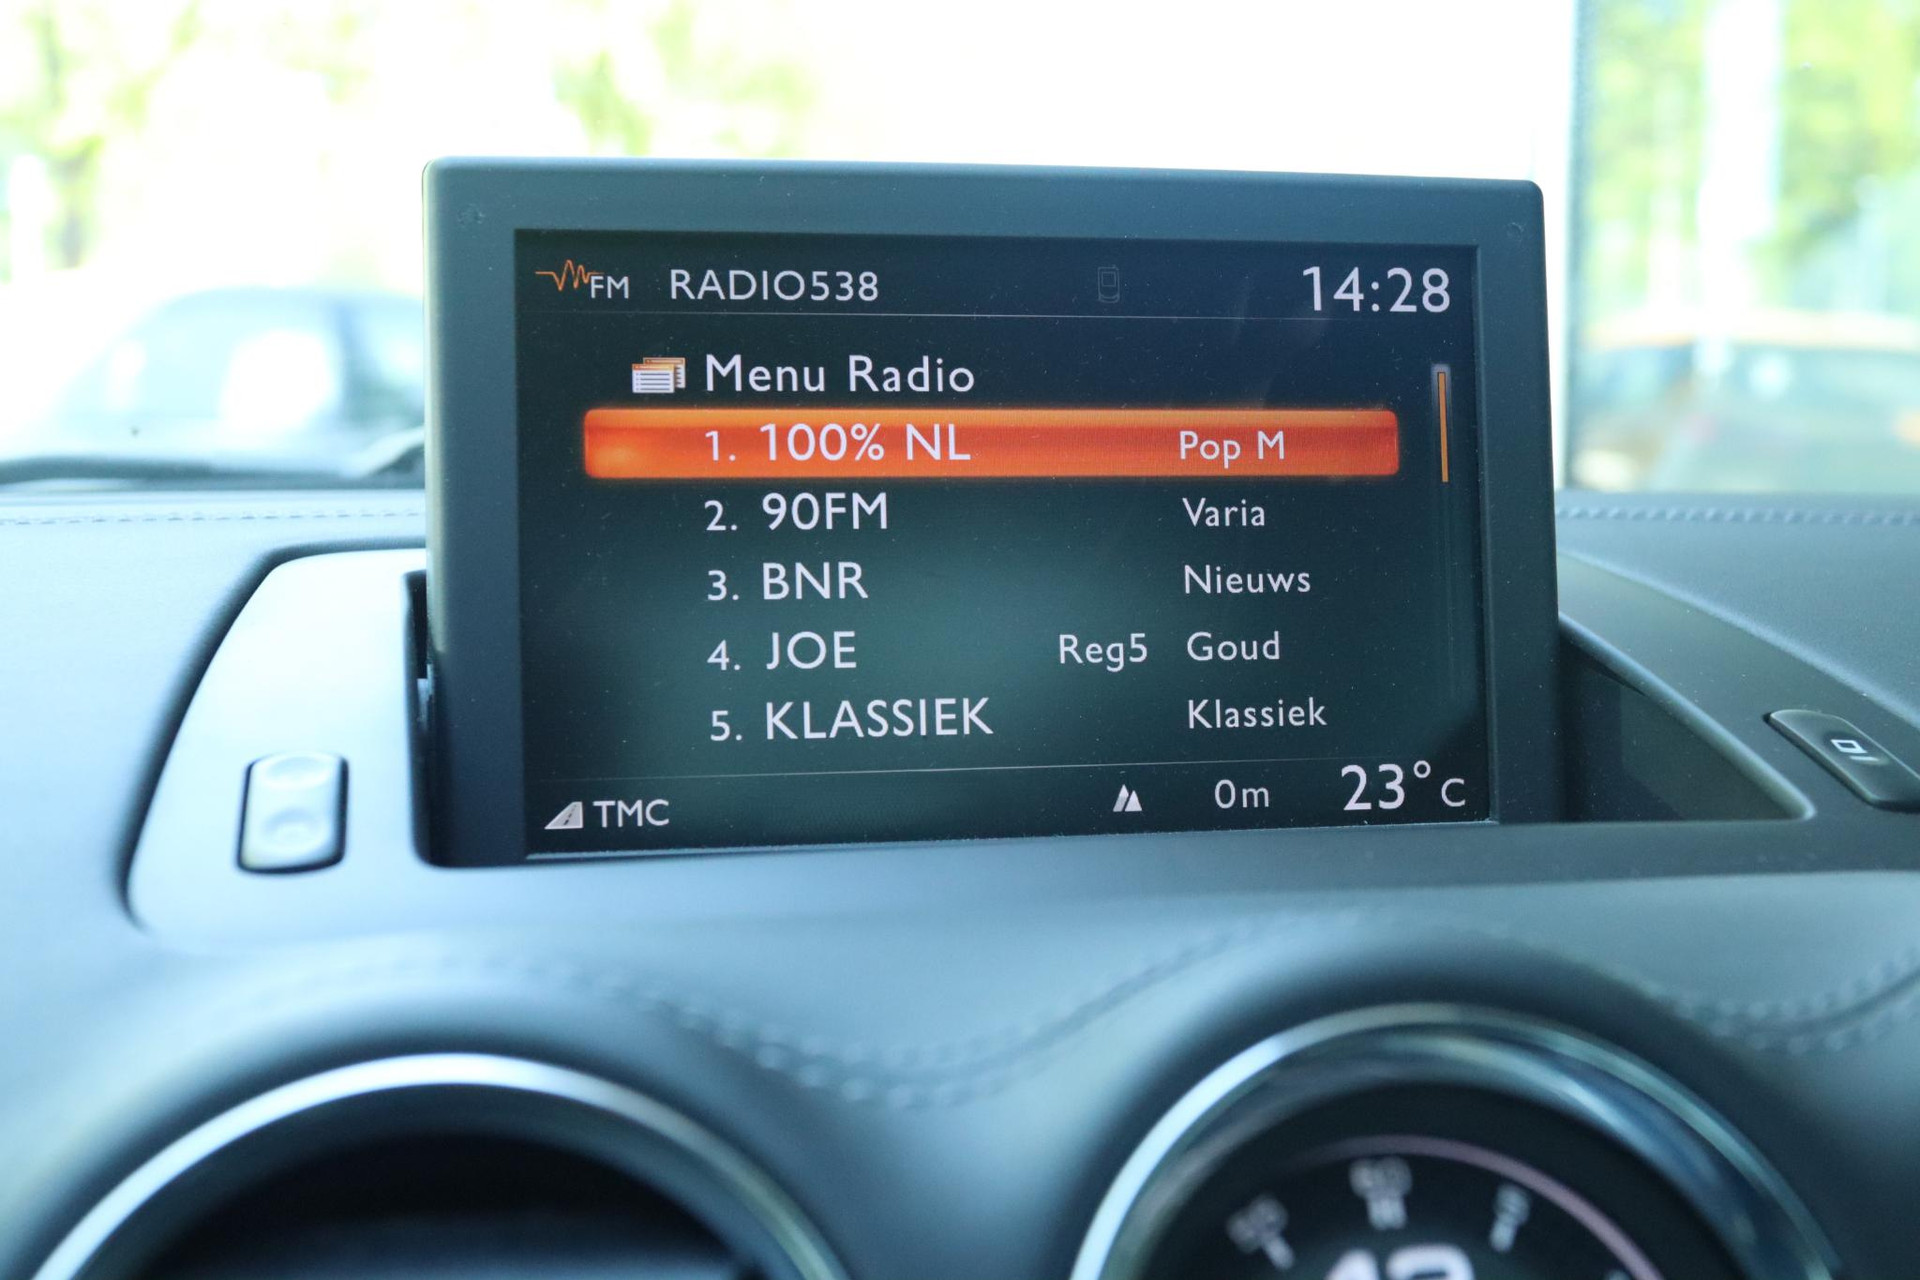 FM RADIO538 14:28
Menu Radio
1. 100% NL Pop M
2. 90FM Varia
3. BNR Nieuws
4. JOE Reg5 Goud
5. KLASSIEK Klassiek
TMC 0m 23°C